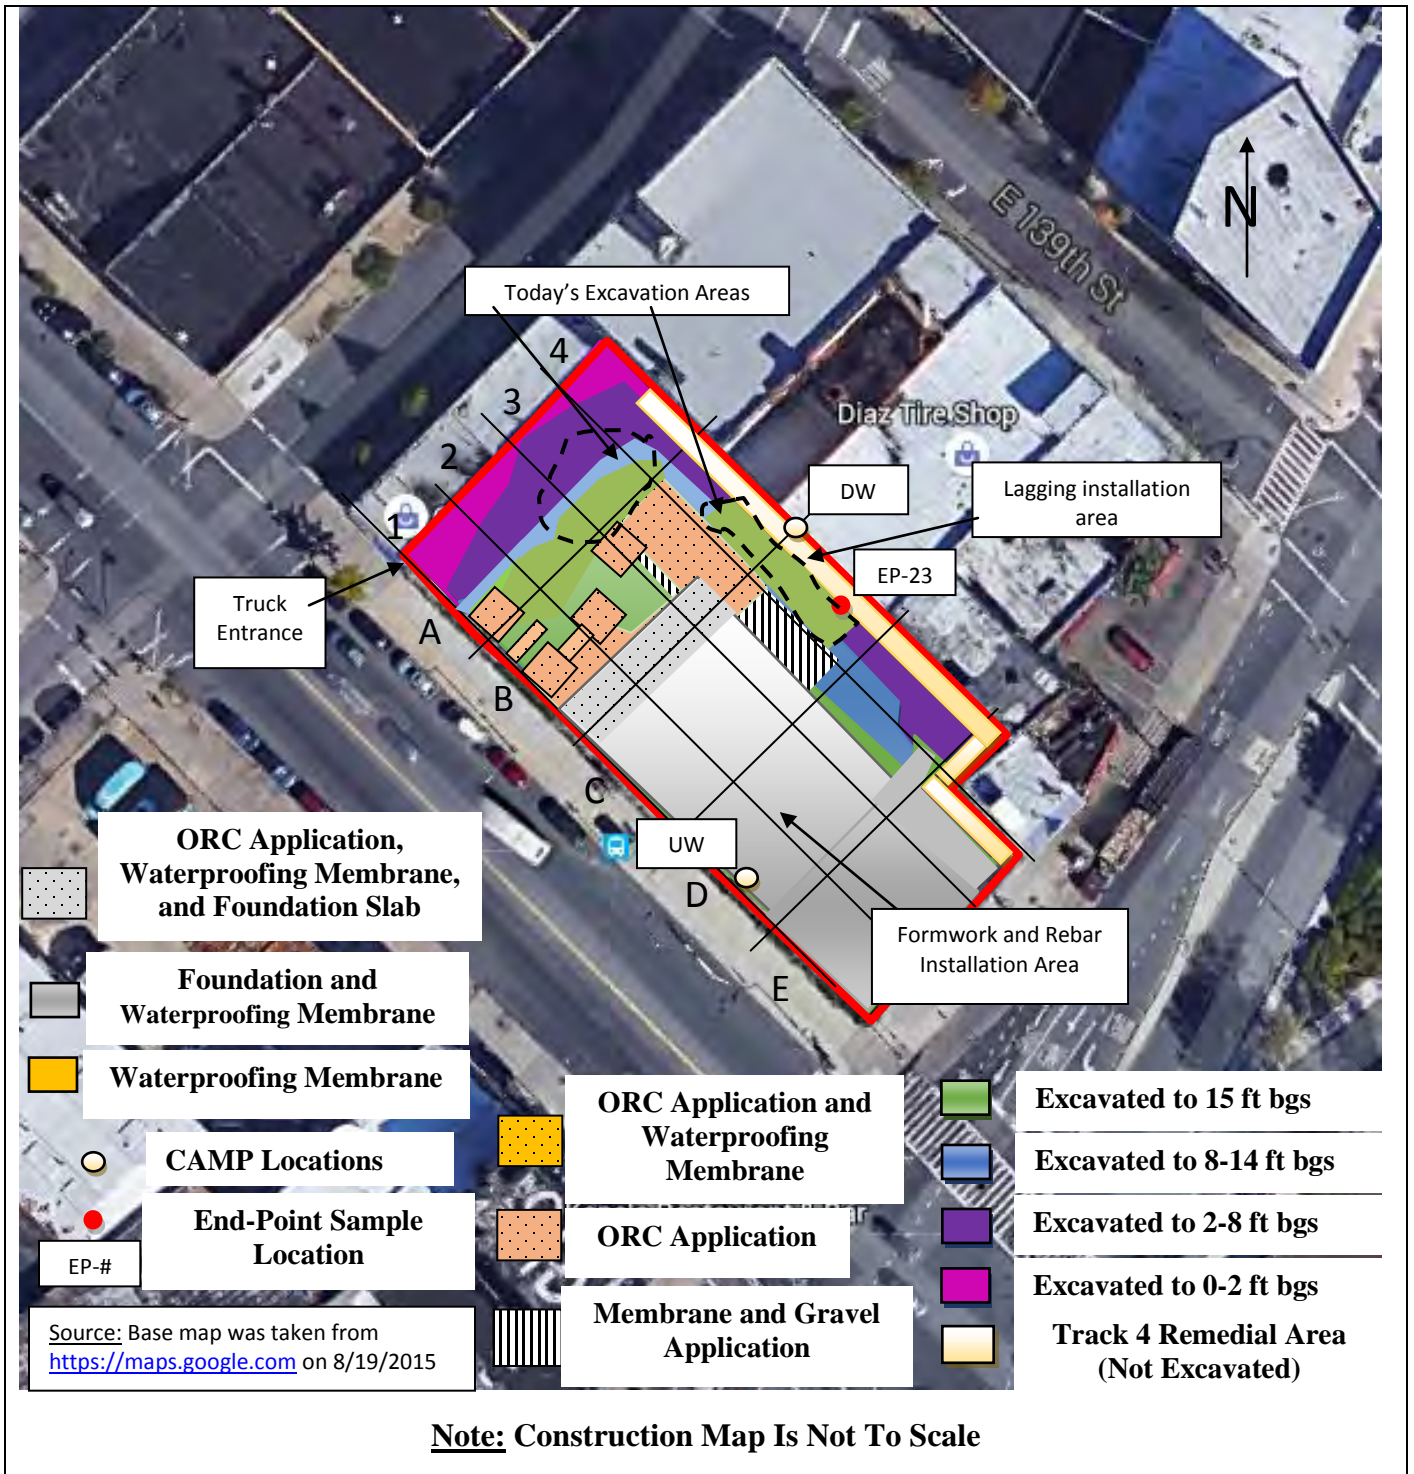 E 139th St
N
Today's Excavation Areas
4
3
2
1
Diaz Tire Shop
DW
Lagging installation
area
EP-23
Truck
Entrance
A
B
C
D
E
UW
Formwork and Rebar
Installation Area
ORC Application,
Waterproofing Membrane,
and Foundation Slab
Foundation and
Waterproofing Membrane
Waterproofing Membrane
CAMP Locations
End-Point Sample
Location
EP-#
Source: Base map was taken from
https://maps.google.com on 8/19/2015
ORC Application and
Waterproofing
Membrane
ORC Application
Membrane and Gravel
Application
Excavated to 15 ft bgs
Excavated to 8-14 ft bgs
Excavated to 2-8 ft bgs
Excavated to 0-2 ft bgs
Track 4 Remedial Area
(Not Excavated)
Note: Construction Map Is Not To Scale